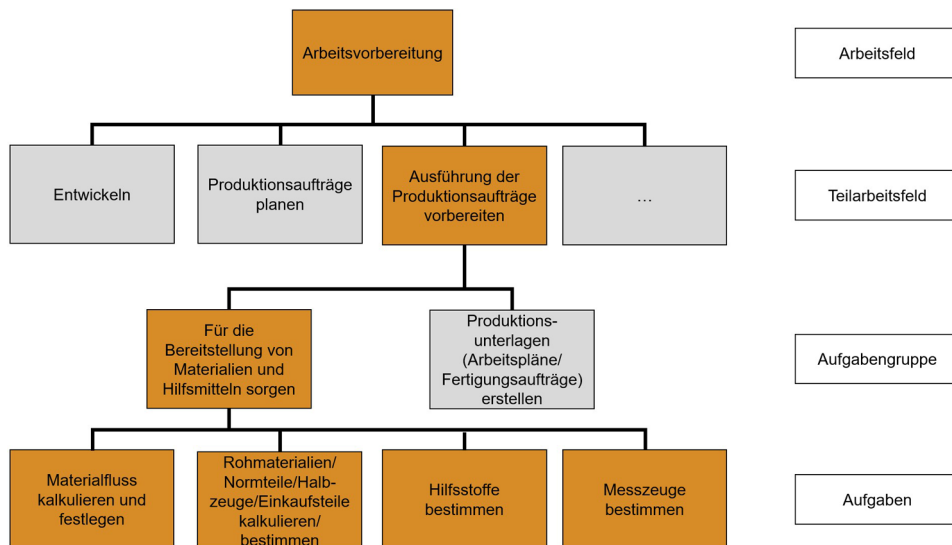 Arbeitsvorbereitung
Arbeitsfeld
Entwickeln
Produktionsaufträge
planen
Ausführung der
Produktionsaufträge
vorbereiten
...
Teilarbeitsfeld
Für die
Bereitstellung von
Materialien und
Hilfsmitteln sorgen
Produktions-
unterlagen
(Arbeitspläne/
Fertigungsaufträge)
erstellen
Aufgabengruppe
Materialfluss
kalkulieren und
festlegen
Rohmaterialien/
Normteile/Halb-
zeuge/Einkaufsteile
kalkulieren/
bestimmen
Hilfsstoffe
bestimmen
Messzeuge
bestimmen
Aufgaben